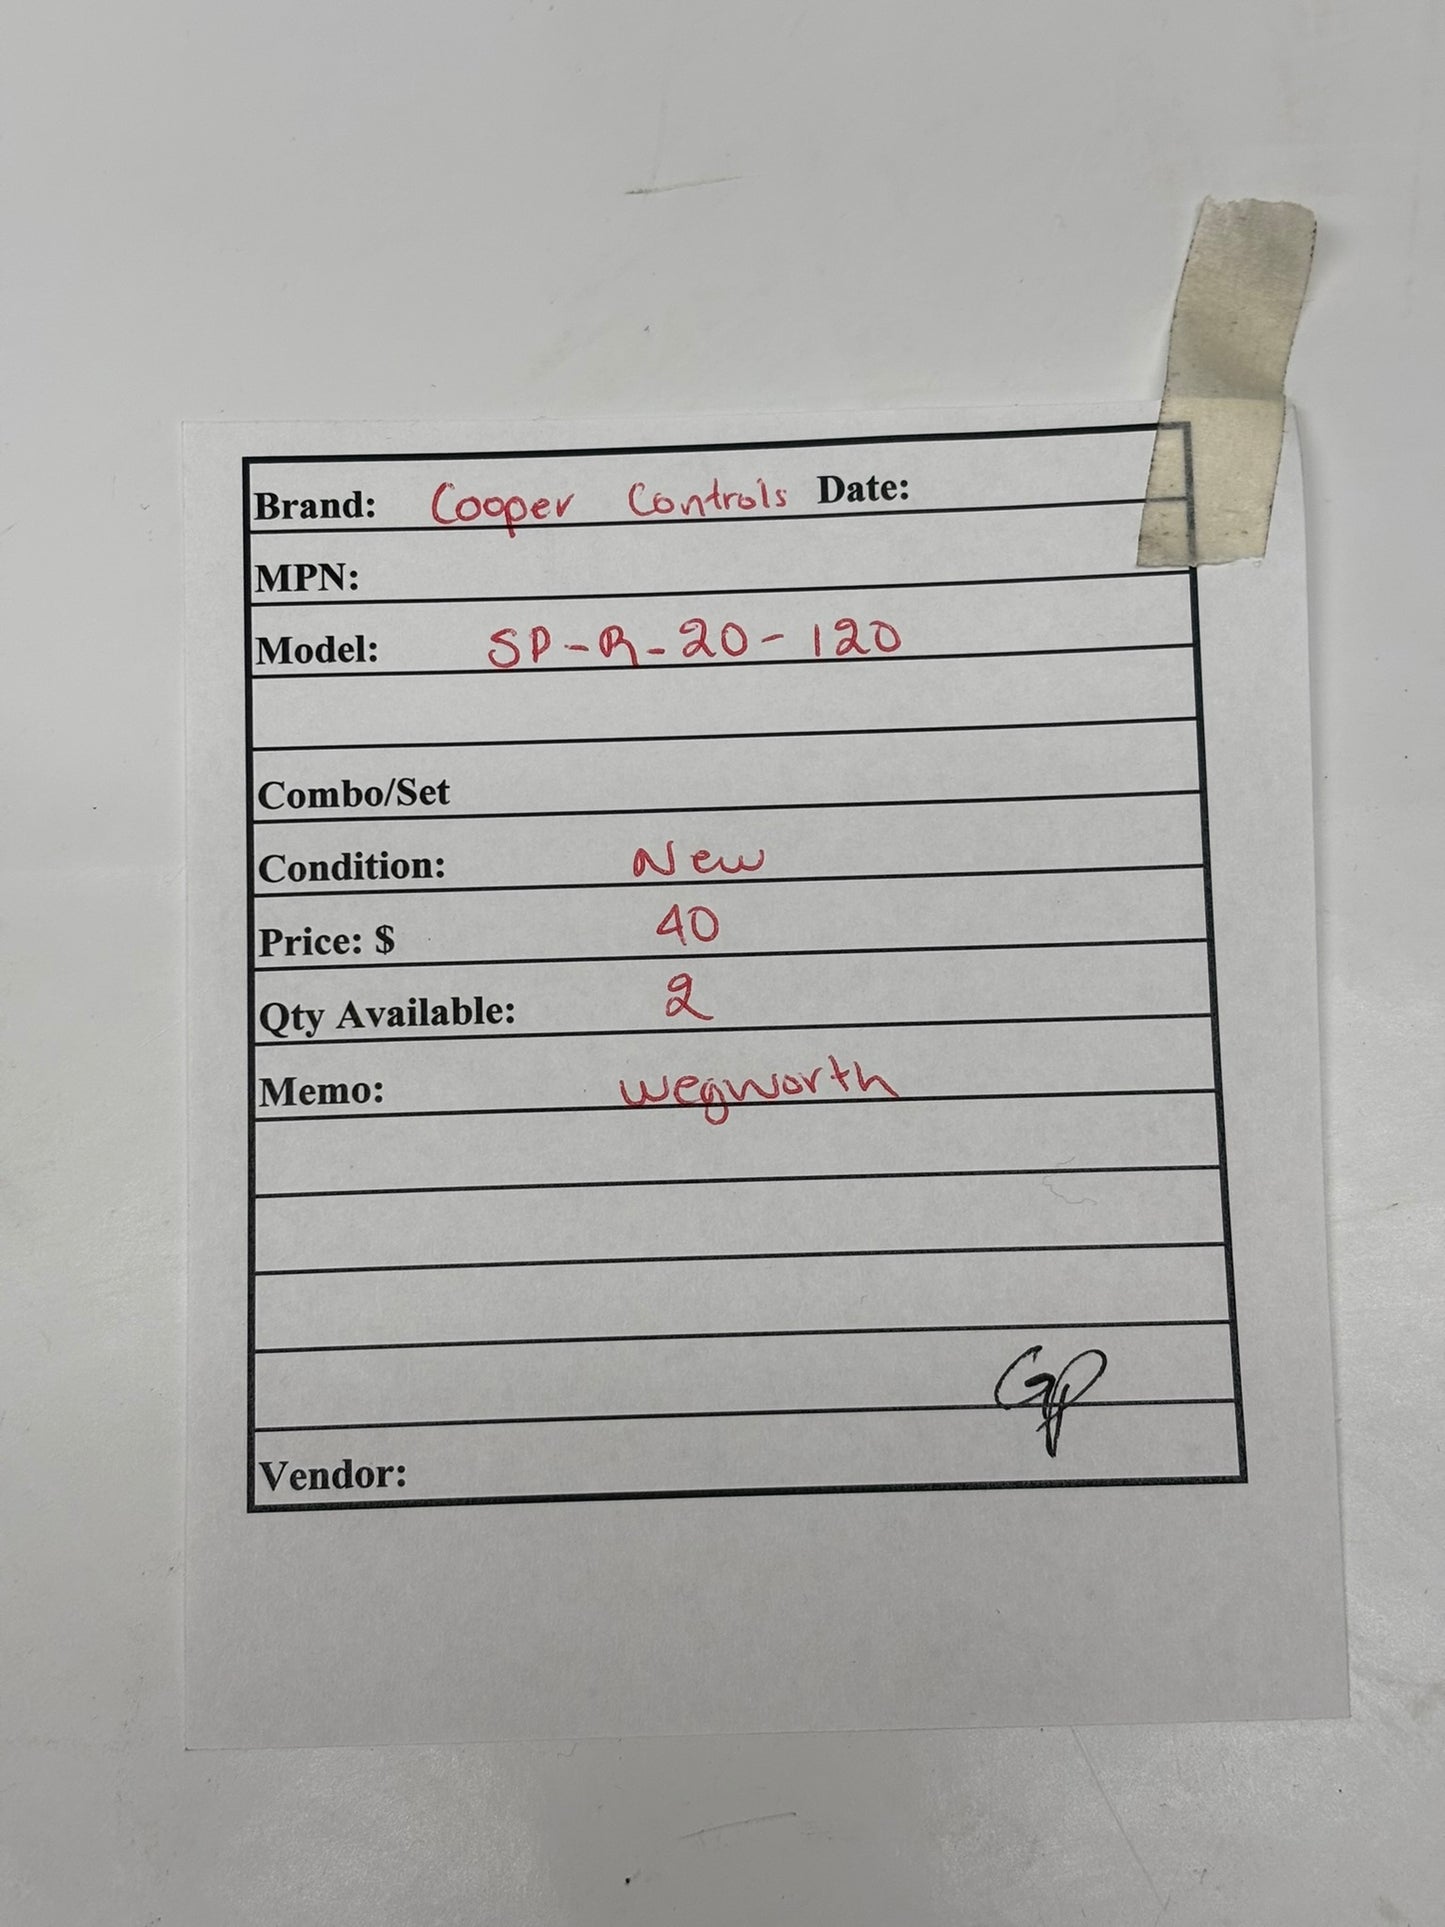 Brand: Cooper Controls Date:
MPN:
Model: SP-R-20-120
Combo/Set
Condition: New
Price: $ 40
Qty Available: 2
Memo: Wegworth
GP
Vendor: